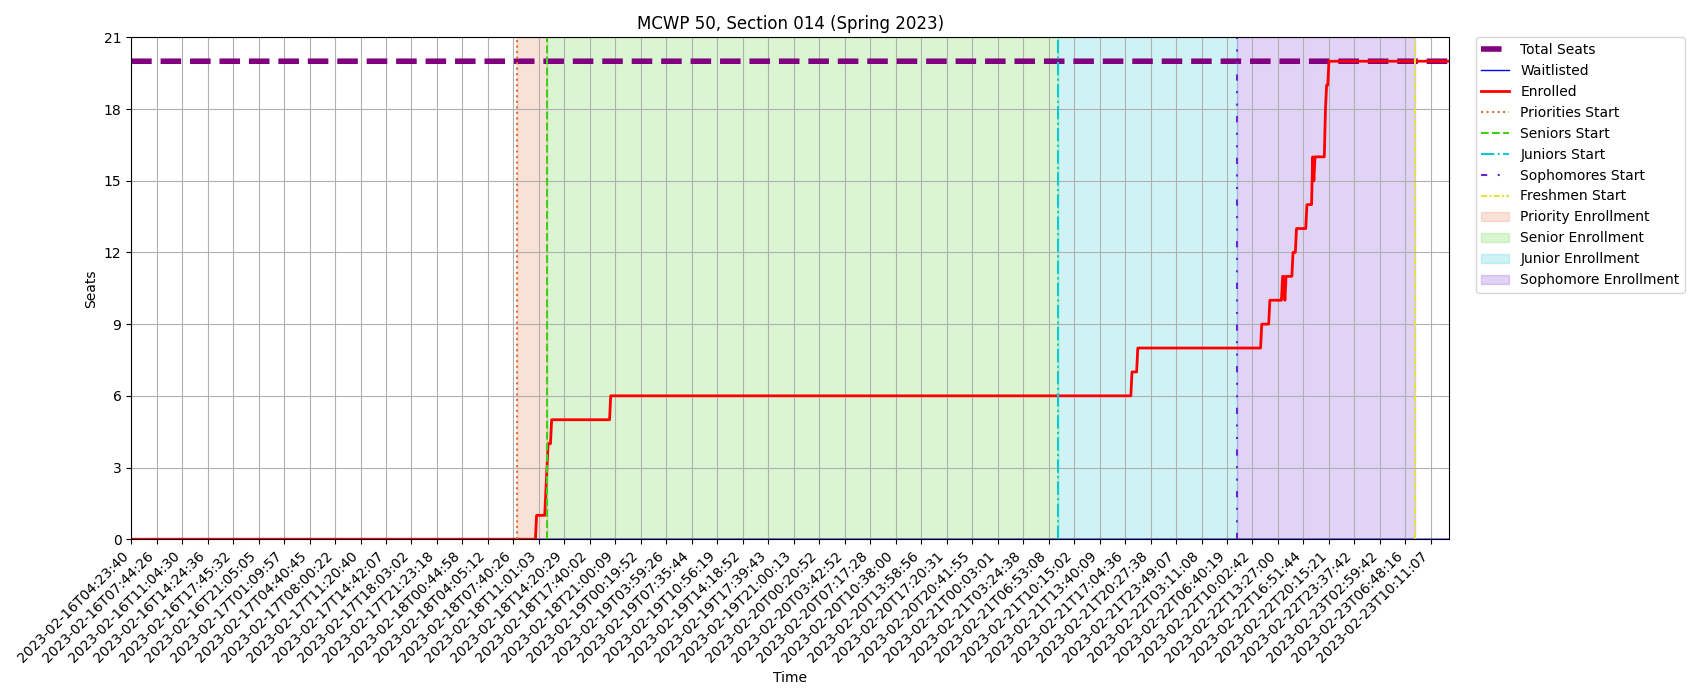 MCWP 50, Section 014 (Spring 2023)
Seats
21
18
15
12
9
6
3
0
2023-02-16T04:23:40
2023-02-16T07:44:26
2023-02-16T11:04:30
2023-02-16T14:24:36
2023-02-16T17:45:32
2023-02-16T21:05:05
2023-02-17T01:09:57
2023-02-17T04:40:45
2023-02-17T08:00:22
2023-02-17T11:20:40
2023-02-17T14:42:07
2023-02-17T18:03:02
2023-02-17T21:23:18
2023-02-18T00:44:58
2023-02-18T04:05:12
2023-02-18T07:40:26
2023-02-18T11:01:03
2023-02-18T14:20:29
2023-02-18T17:40:02
2023-02-18T21:00:09
2023-02-19T00:19:52
2023-02-19T03:59:26
2023-02-19T07:35:44
2023-02-19T10:56:19
2023-02-19T14:18:52
2023-02-19T17:39:43
2023-02-19T21:00:13
2023-02-20T00:20:52
2023-02-20T03:42:52
2023-02-20T07:17:28
2023-02-20T10:38:00
2023-02-20T13:58:56
2023-02-20T17:20:31
2023-02-20T20:41:55
2023-02-21T00:03:01
2023-02-21T03:24:38
2023-02-21T06:53:08
2023-02-21T10:15:02
2023-02-21T13:40:09
2023-02-21T17:04:36
2023-02-21T20:27:38
2023-02-21T23:49:07
2023-02-22T03:11:08
2023-02-22T06:40:19
2023-02-22T10:02:42
2023-02-22T13:27:00
2023-02-22T16:51:44
2023-02-22T20:15:21
2023-02-22T23:37:42
2023-02-23T02:59:42
2023-02-23T06:48:16
2023-02-23T10:11:07
Time
Total Seats
Waitlisted
Enrolled
Priorities Start
Seniors Start
Juniors Start
Sophomores Start
Freshmen Start
Priority Enrollment
Senior Enrollment
Junior Enrollment
Sophomore Enrollment